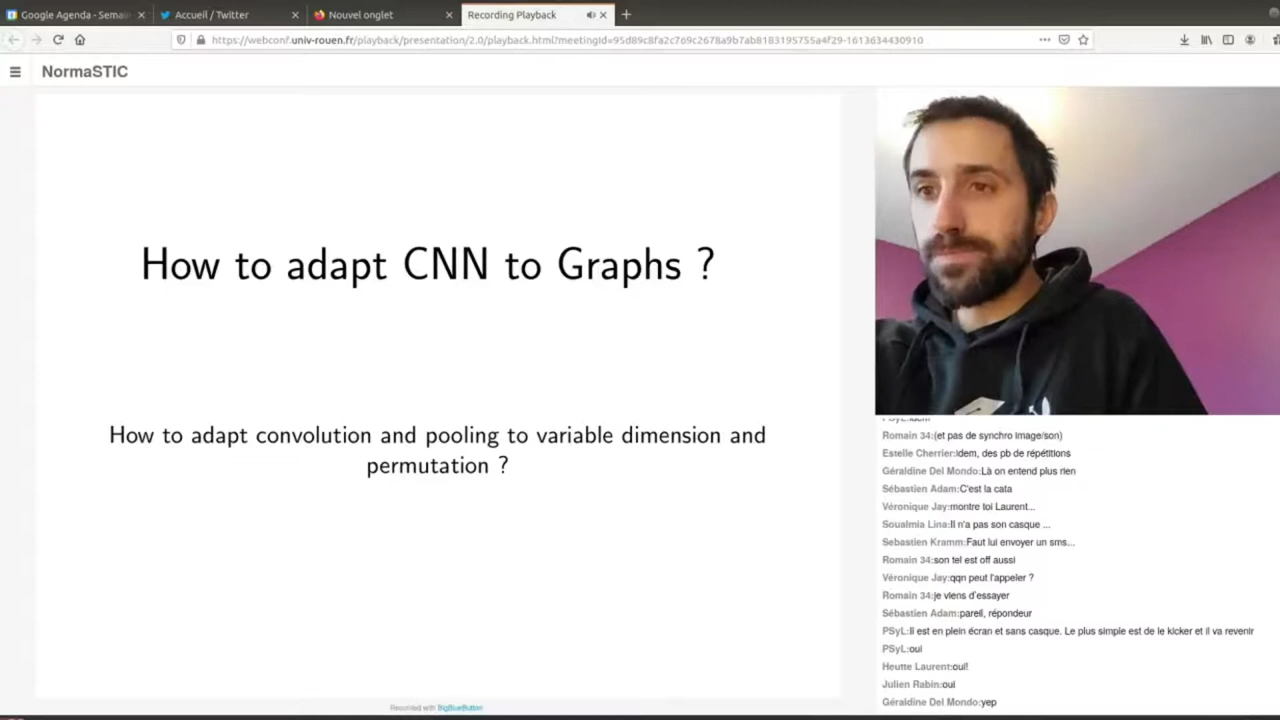 Google Agenda - Semai
Accueil / Twitter
Nouvel onglet
Recording Playback
https://webconf.univ-rouen.fr/playback/presentation/2.0/playback.html?meetingId=95d89c8fa2c769c2678a9b7ab8183195755a4f29-1613634430910
NormaSTIC
How to adapt CNN to Graphs ?
How to adapt convolution and pooling to variable dimension and
permutation ?
PSyL:idem
Romain 34:(et pas de synchro image/son)
Estelle Cherrier:idem, des pb de répétitions
Géraldine Del Mondo:Là on entend plus rien
Sébastien Adam:C'est la cata
Véronique Jay:montre toi Laurent...
Soualmia Lina:Il n'a pas son casque ...
Sebastien Kramm:Faut lui envoyer un sms...
Romain 34:son tel est off aussi
Véronique Jay:qqn peut l'appeler ?
Romain 34:je viens d'essayer
Sébastien Adam:pareil, répondeur
PSyL:Il est en plein écran et sans casque. Le plus simple est de le kicker et il va revenir
PSyL:oui
Heutte Laurent:oui!
Julien Rabin:oui
Géraldine Del Mondo:yep
Recorded with BigBlueButton